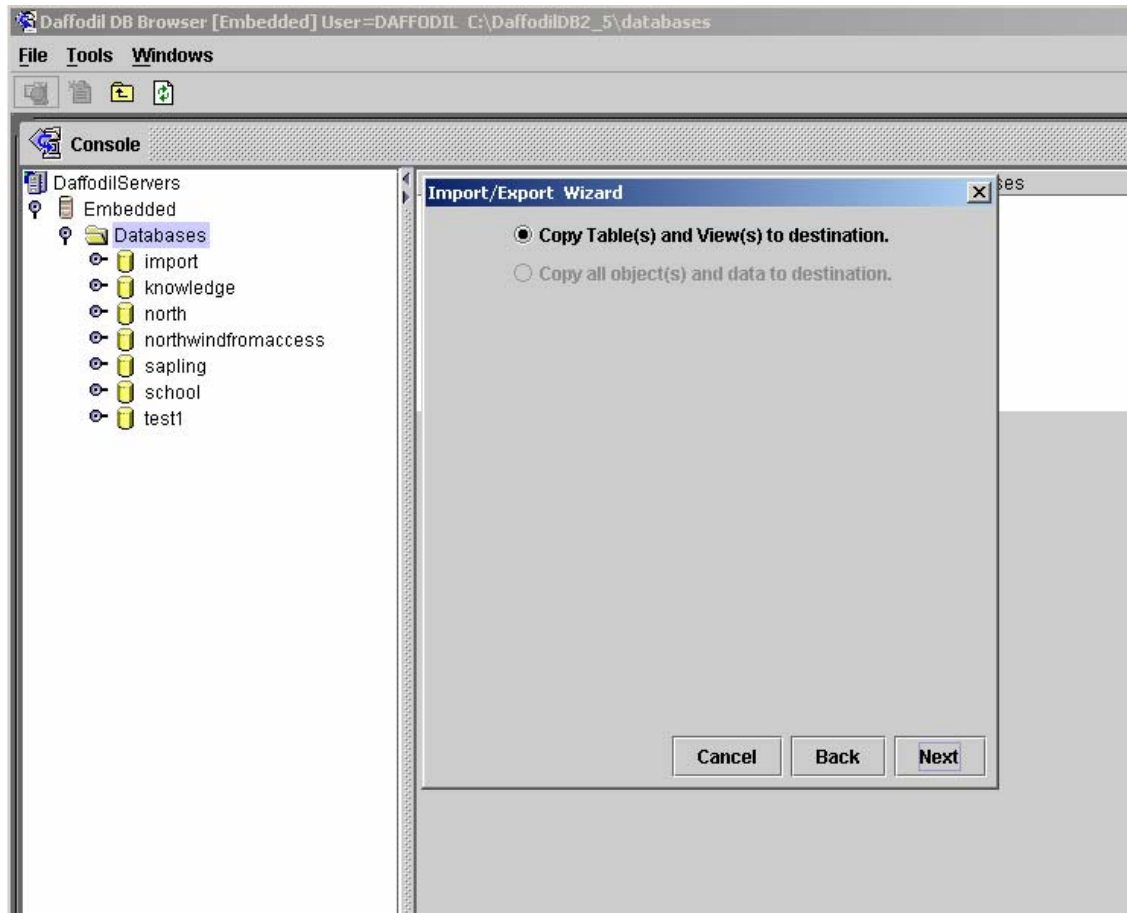 Daffodil DB Browser [Embedded] User=DAFFODIL C:\DaffodilDB2_5\databases
File Tools Windows
Console
DaffodilServers
Embedded
Databases
import
knowledge
north
northwindfromaccess
sapling
school
test1
Import/Export Wizard
Copy Table(s) and View(s) to destination.
Copy all object(s) and data to destination.
Cancel Back Next